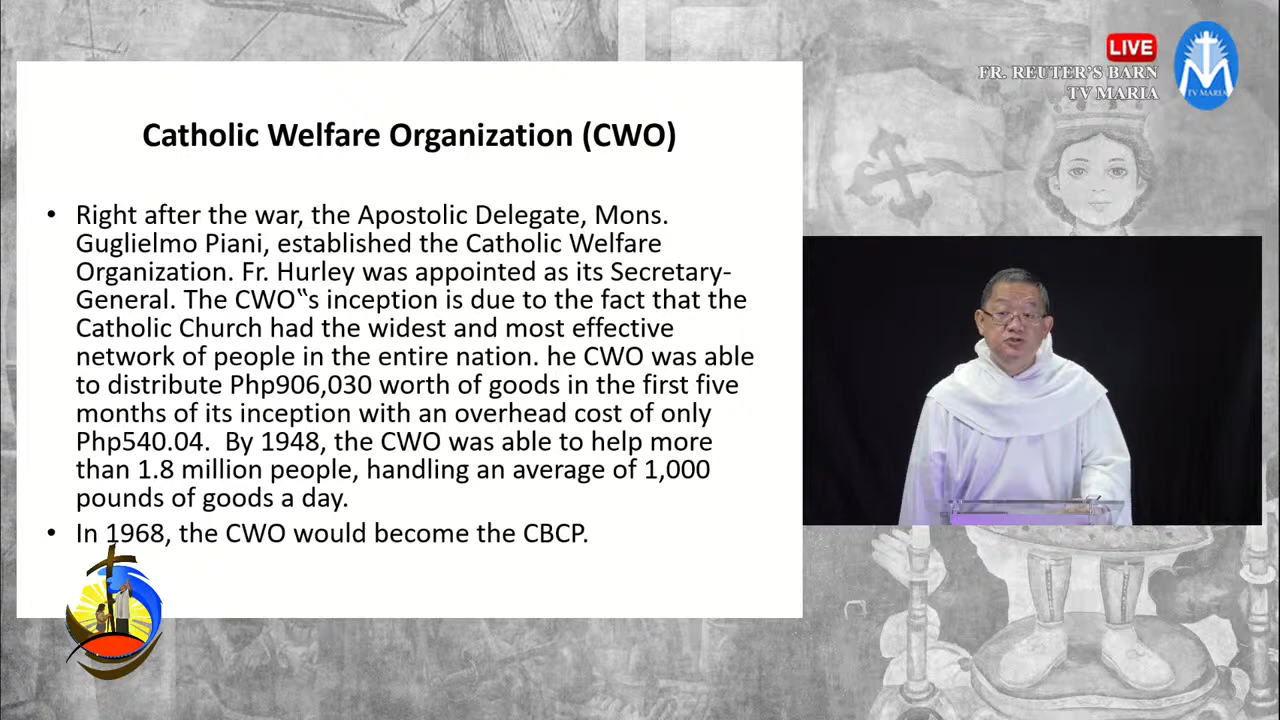 LIVE
FR. REUTER'S BARN
TV MARIA
TV MARIA
Catholic Welfare Organization (CWO)
• Right after the war, the Apostolic Delegate, Mons.
Guglielmo Piani, established the Catholic Welfare
Organization. Fr. Hurley was appointed as its Secretary-
General. The CWO‟s inception is due to the fact that the
Catholic Church had the widest and most effective
network of people in the entire nation. he CWO was able
to distribute Php906,030 worth of goods in the first five
months of its inception with an overhead cost of only
Php540.04. By 1948, the CWO was able to help more
than 1.8 million people, handling an average of 1,000
pounds of goods a day.
• In 1968, the CWO would become the CBCP.